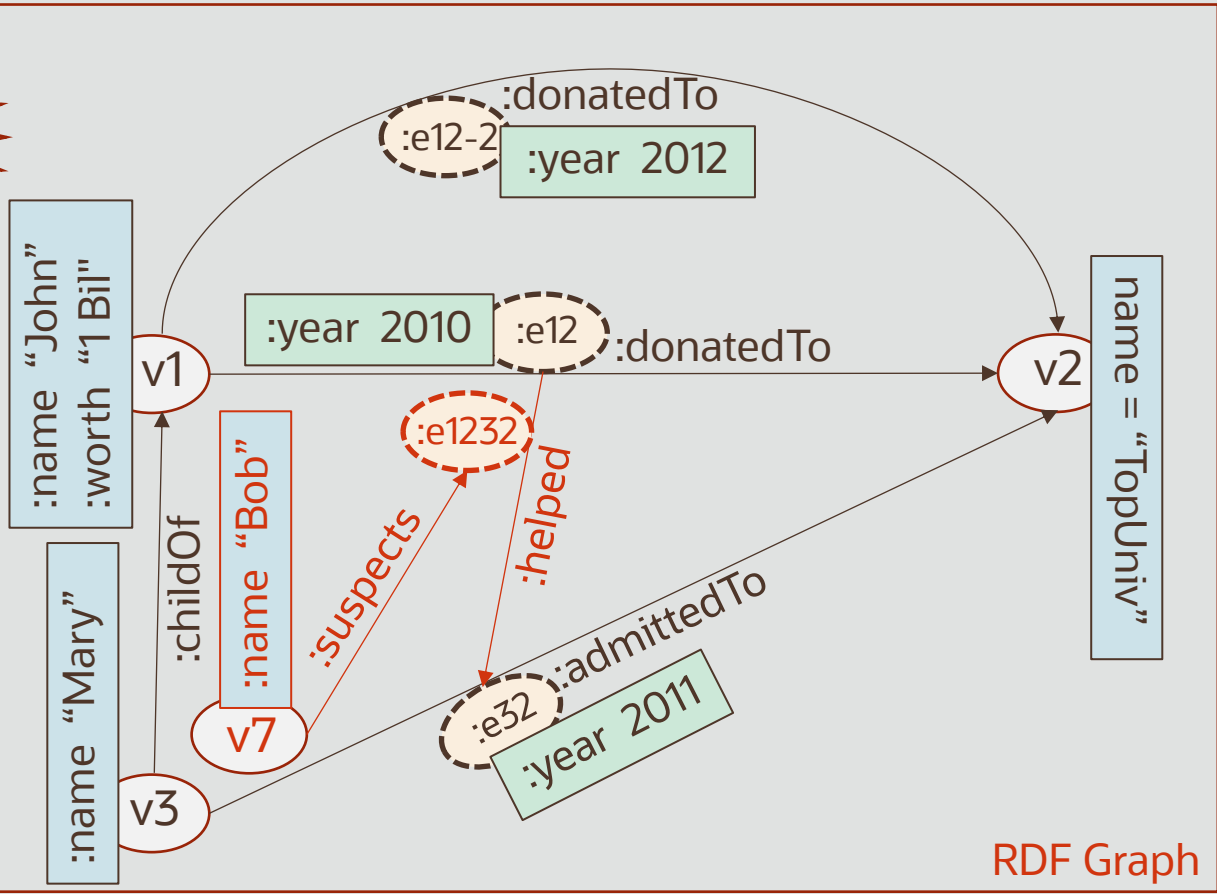 :donatedTo
:e12-2
:year 2012
:name “John”
:worth “1 Bil"
:year 2010
:e12
:donatedTo
v1
v2
name = “TopUniv”
:e1232
:name “Bob”
:helped
:childOf
:suspects
:name “Mary”
:admittedTo
:e32
:year 2011
v7
v3
RDF Graph